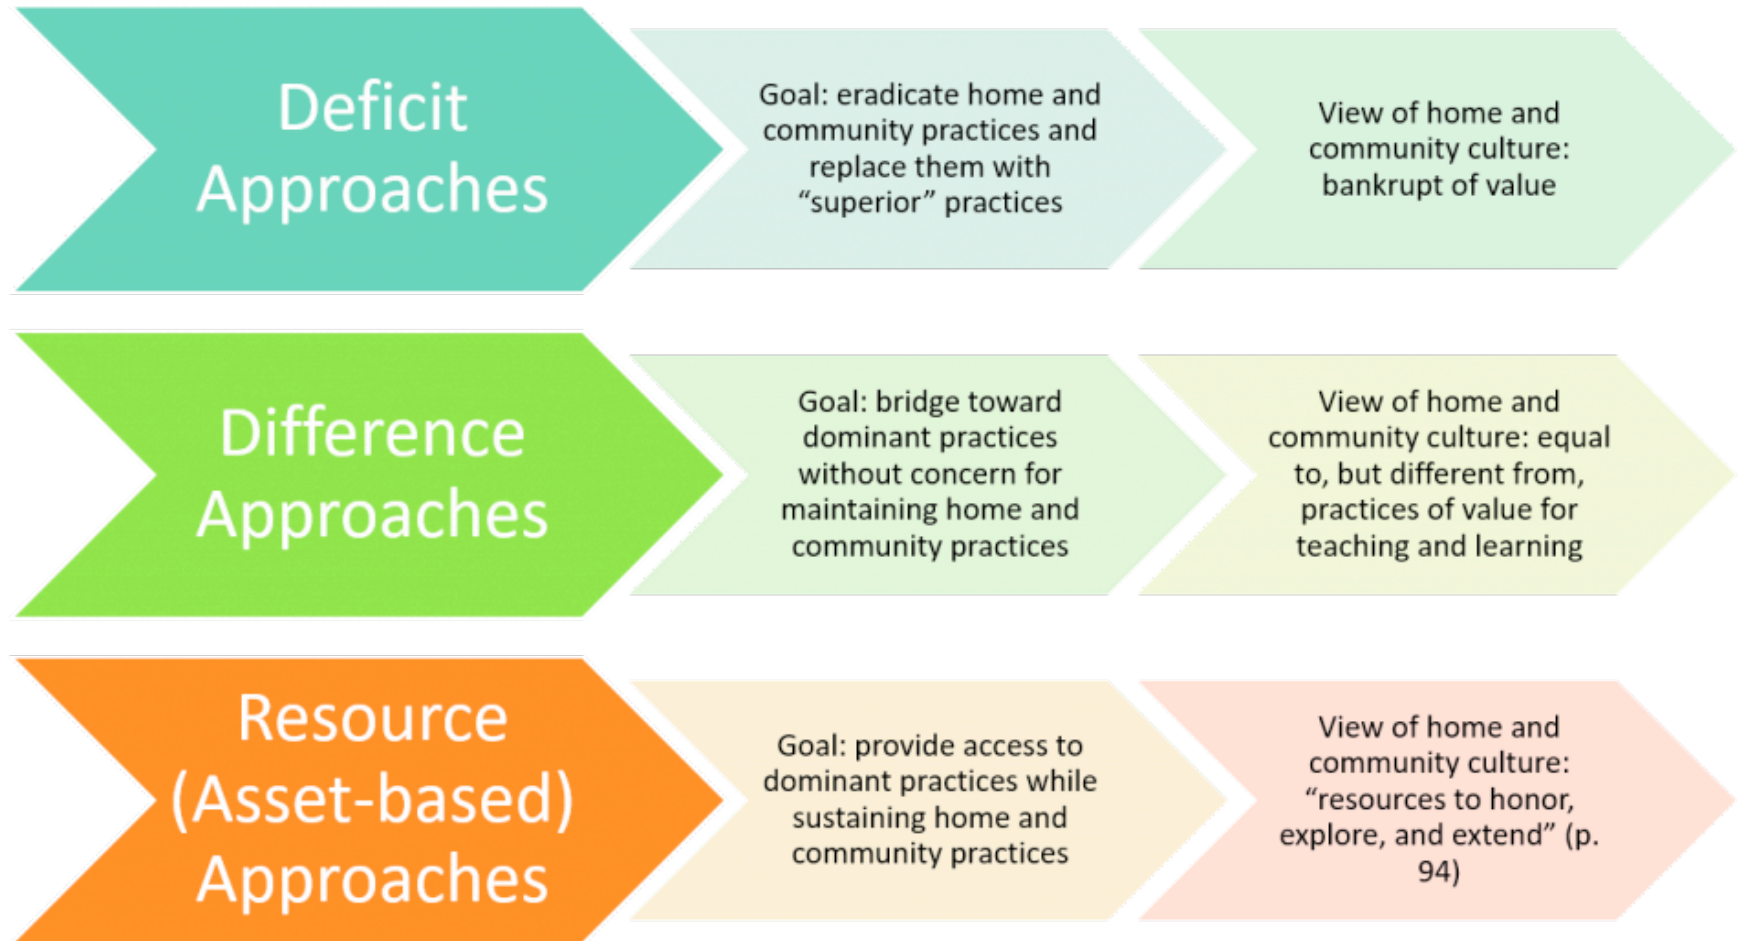 Deficit
Approaches
Goal: eradicate home and
community practices and
replace them with
“superior” practices
View of home and
community culture:
bankrupt of value
Difference
Approaches
Goal: bridge toward
dominant practices
without concern for
maintaining home and
community practices
View of home and
community culture: equal
to, but different from,
practices of value for
teaching and learning
Resource
(Asset-based)
Approaches
Goal: provide access to
dominant practices while
sustaining home and
community practices
View of home and
community culture:
“resources to honor,
explore, and extend” (p.
94)